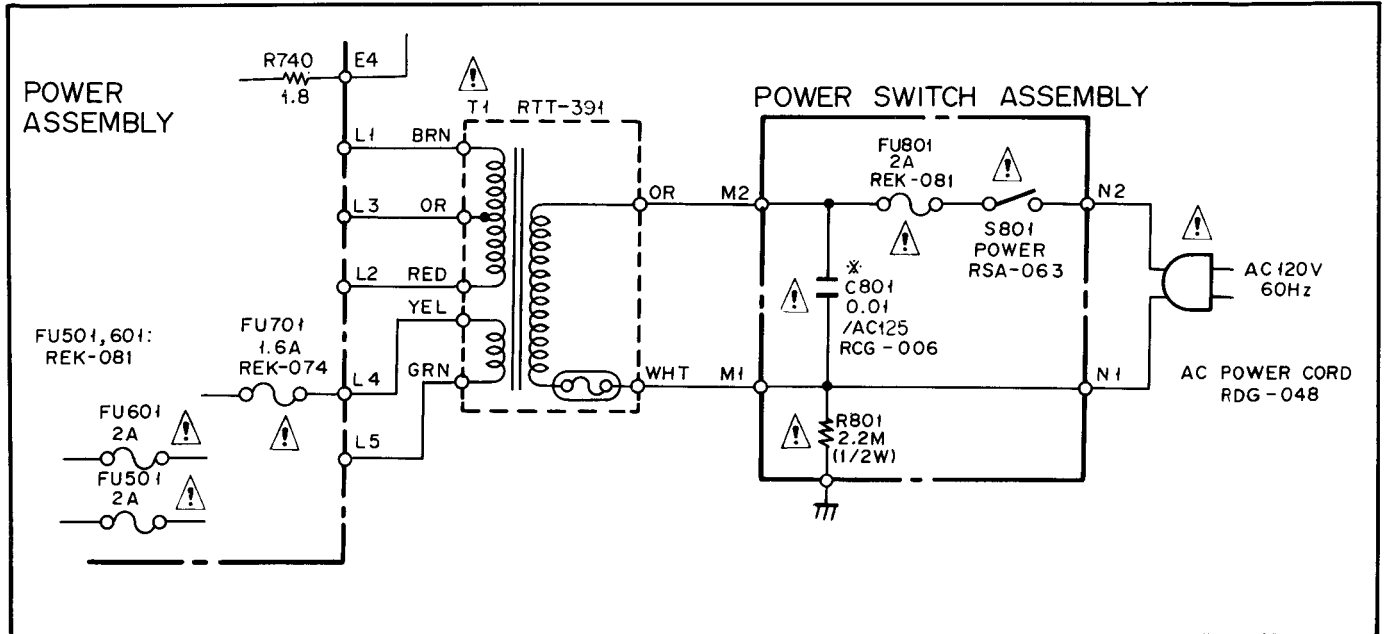 POWER
ASSEMBLY
R740
1.8
E4
T1 RTT-391
L1 BRN
L3 OR
L2 RED
YEL
FU501,601:
REK-081
FU701
1.6A
REK-074
GRN
L4
L5
FU601
2A
FU501
2A
OR M2
WHT M1
POWER SWITCH ASSEMBLY
FU801
2A
REK-081
S801
POWER
RSA-063
N2
※
C801
0.01
/AC125
RCG-006
R801
2.2M
(1/2W)
N1
AC 120V
60Hz
AC POWER CORD
RDG-048